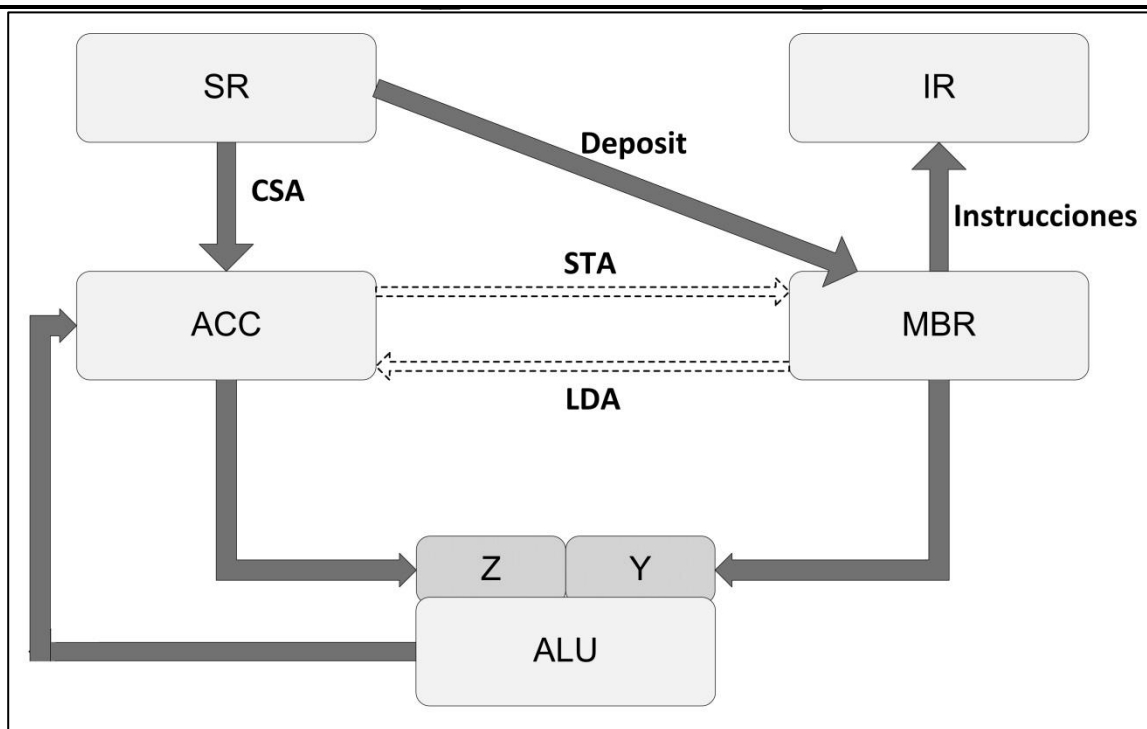 SR
IR
Deposit
CSA
Instrucciones
STA
ACC
MBR
LDA
Z
Y
ALU